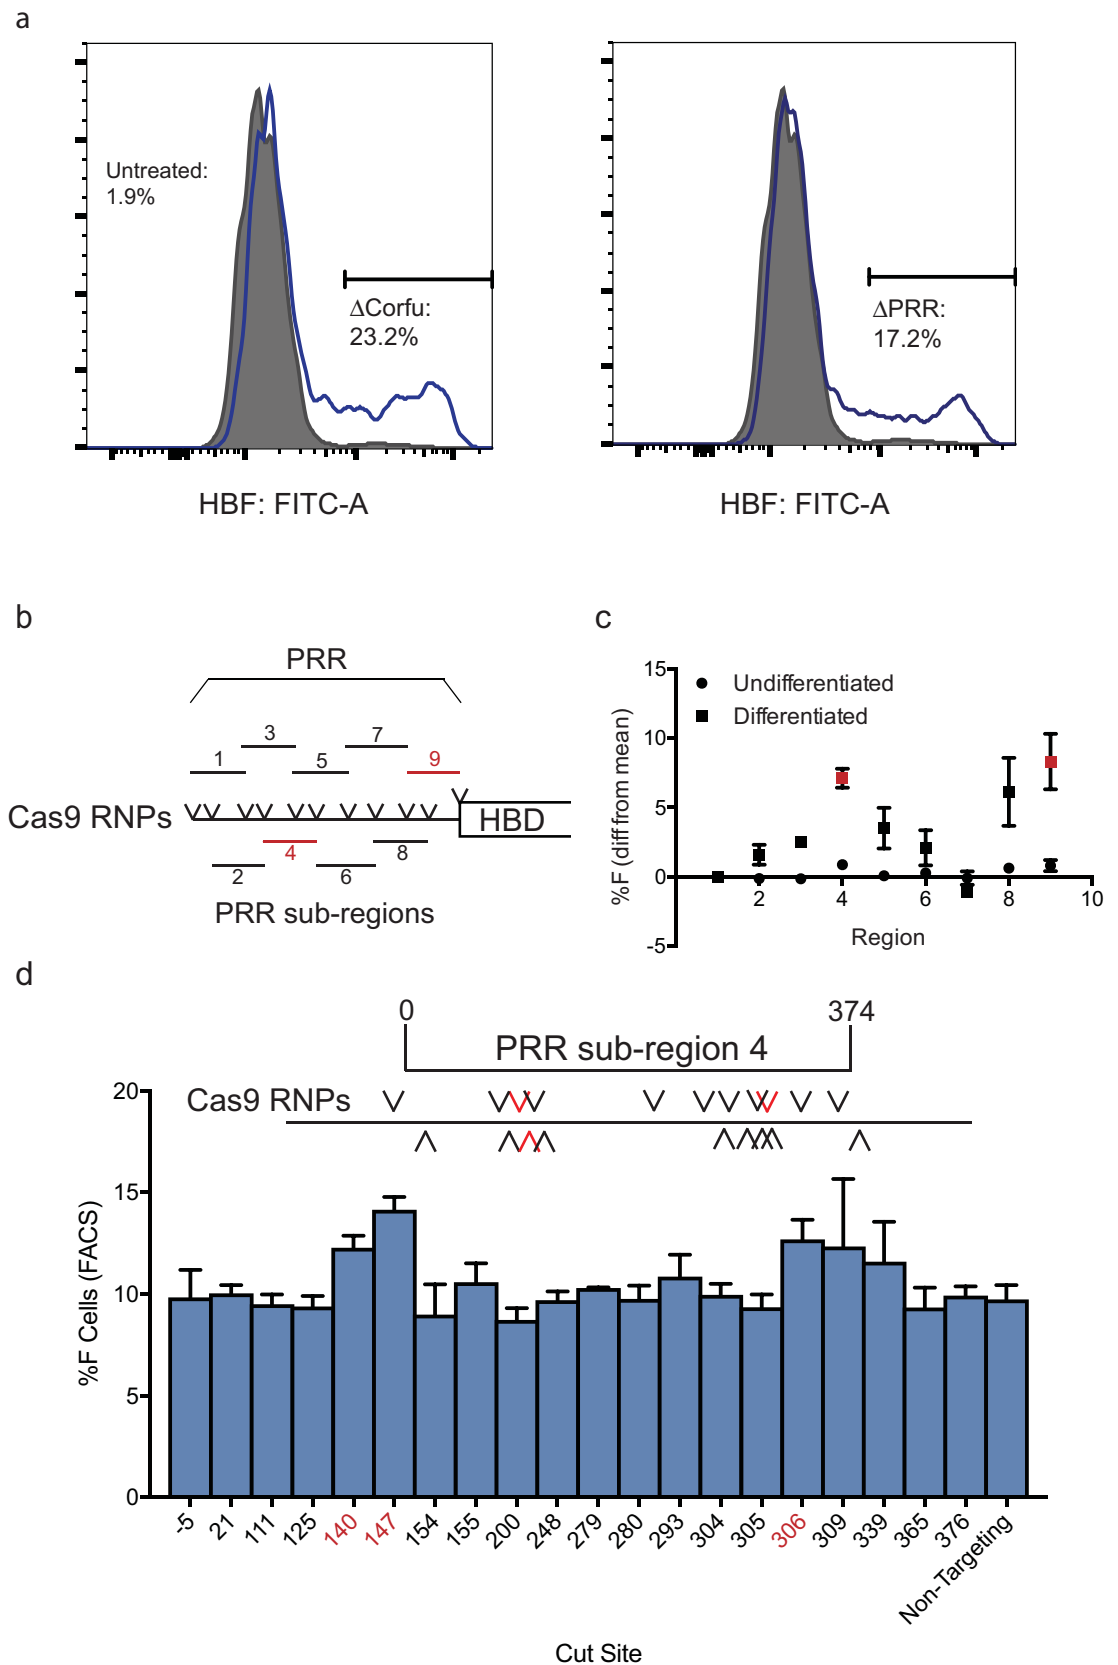 a
Untreated:
1.9%
ΔCorfu:
23.2%
HBF: FITC-A
ΔPRR:
17.2%
HBF: FITC-A
b
PRR
1
3
5
7
9
Cas9 RNPs
HBD
2
4
6
8
PRR sub-regions
c
Undifferentiated
Differentiated
%F (diff from mean)
15
10
5
0
-5
2
4
6
8
10
Region
d
0
374
PRR sub-region 4
Cas9 RNPs
%F Cells (FACS)
20
15
10
5
0
-5
21
111
125
140
147
154
155
200
248
279
280
293
304
305
306
309
339
365
376
Non-Targeting
Cut Site